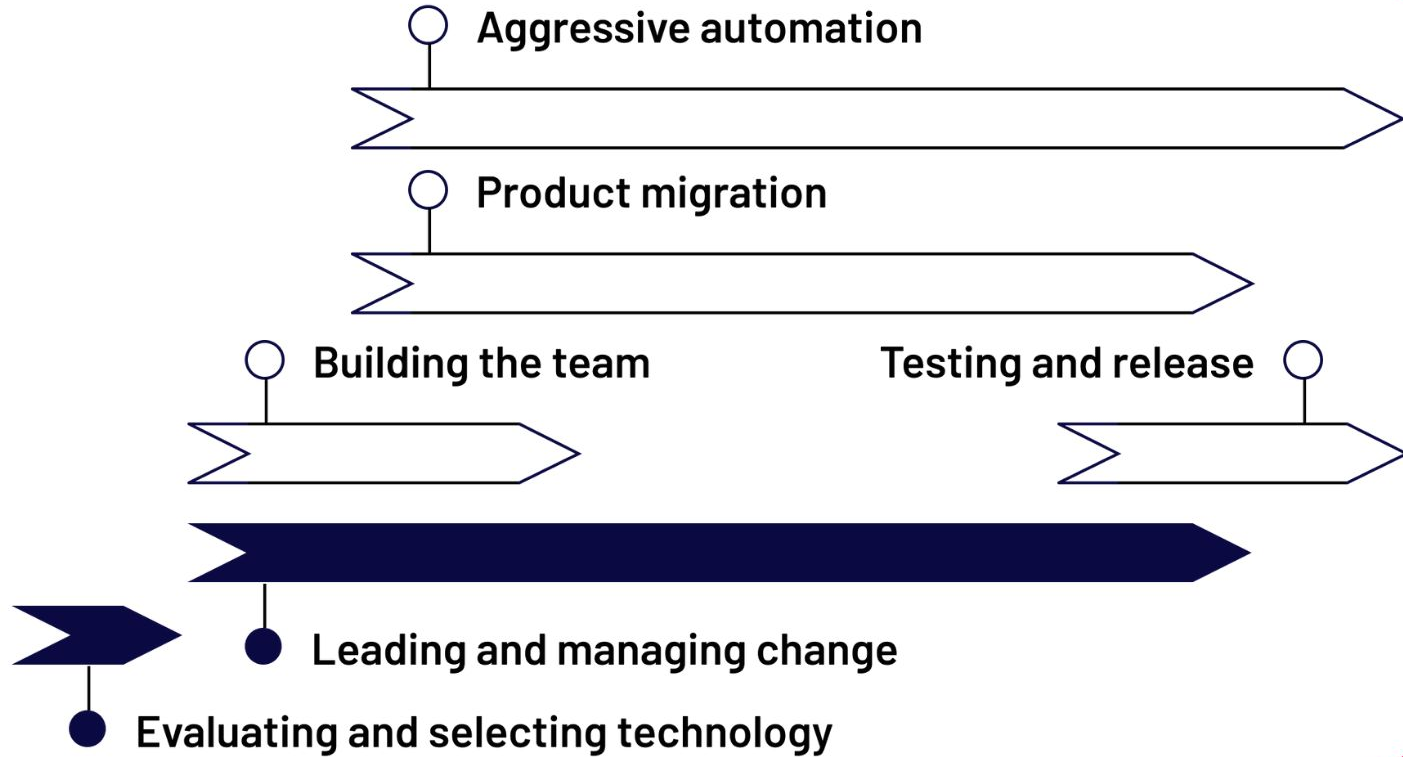 Aggressive automation
Product migration
Building the team
Testing and release
Leading and managing change
Evaluating and selecting technology